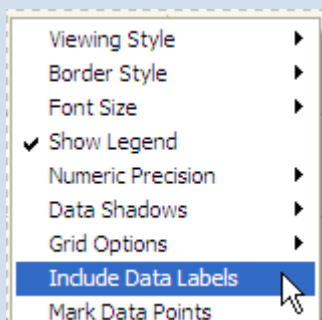 Viewing Style
Border Style
Font Size
Show Legend
Numeric Precision
Data Shadows
Grid Options
Include Data Labels
Mark Data Points